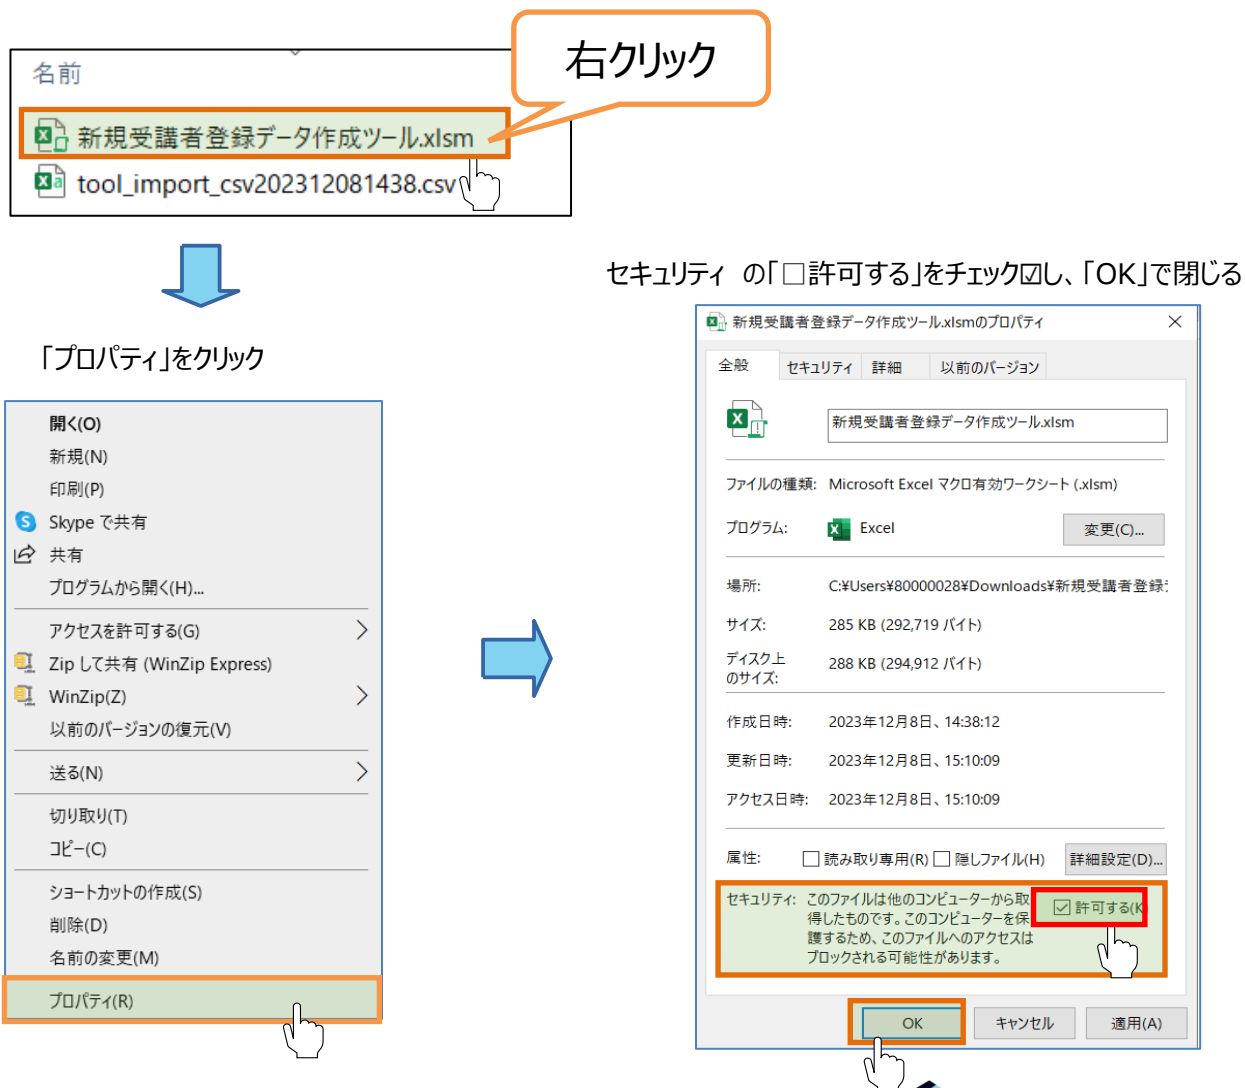 名前
右クリック
新規受講者登録データ作成ツール.xlsm
tool_import_csv202312081438.csv
「プロパティ」をクリック
開く(O)
新規(N)
印刷(P)
Skype で共有
共有
プログラムから開く(H)...
アクセスを許可する(G)
Zip して共有 (WinZip Express)
WinZip(Z)
以前のバージョンの復元(V)
送る(N)
切り取り(T)
コピー(C)
ショートカットの作成(S)
削除(D)
名前の変更(M)
プロパティ(R)
セキュリティ の「□許可する」をチェック☑し、「OK」で閉じる
新規受講者登録データ作成ツール.xlsmのプロパティ
全般 セキュリティ 詳細 以前のバージョン
新規受講者登録データ作成ツール.xlsm
ファイルの種類: Microsoft Excel マクロ有効ワークシート (.xlsm)
プログラム: Excel 変更(C)...
場所: C:¥Users¥80000028¥Downloads¥新規受講者登録
サイズ: 285 KB (292,719 バイト)
ディスク上
のサイズ: 288 KB (294,912 バイト)
作成日時: 2023年12月8日、14:38:12
更新日時: 2023年12月8日、15:10:09
アクセス日時: 2023年12月8日、15:10:09
属性: □読み取り専用(R) □隠しファイル(H) 詳細設定(D)...
セキュリティ: このファイルは他のコンピューターから取 ☑許可する(K)
得したものです。このコンピューターを保
護するため、このファイルへのアクセスは
ブロックされる可能性があります。
OK キャンセル 適用(A)